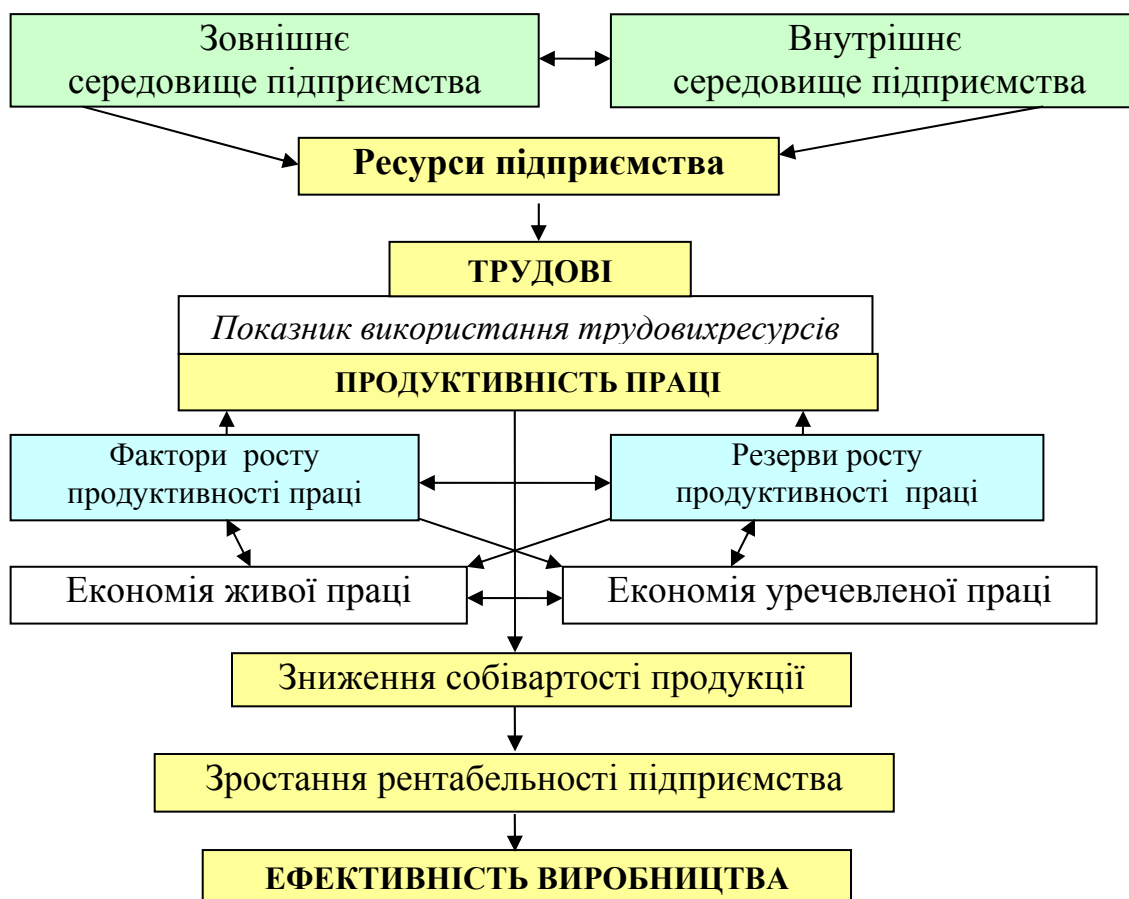 Зовнішнє
середовище підприємства
Внутрішнє
середовище підприємства
Ресурси підприємства
ТРУДОВІ
Показник використання трудовихресурсів
ПРОДУКТИВНІСТЬ ПРАЦІ
Фактори росту
продуктивності праці
Резерви росту
продуктивності праці
Економія живої праці
Економія уречевленої праці
Зниження собівартості продукції
Зростання рентабельності підприємства
ЕФЕКТИВНІСТЬ ВИРОБНИЦТВА